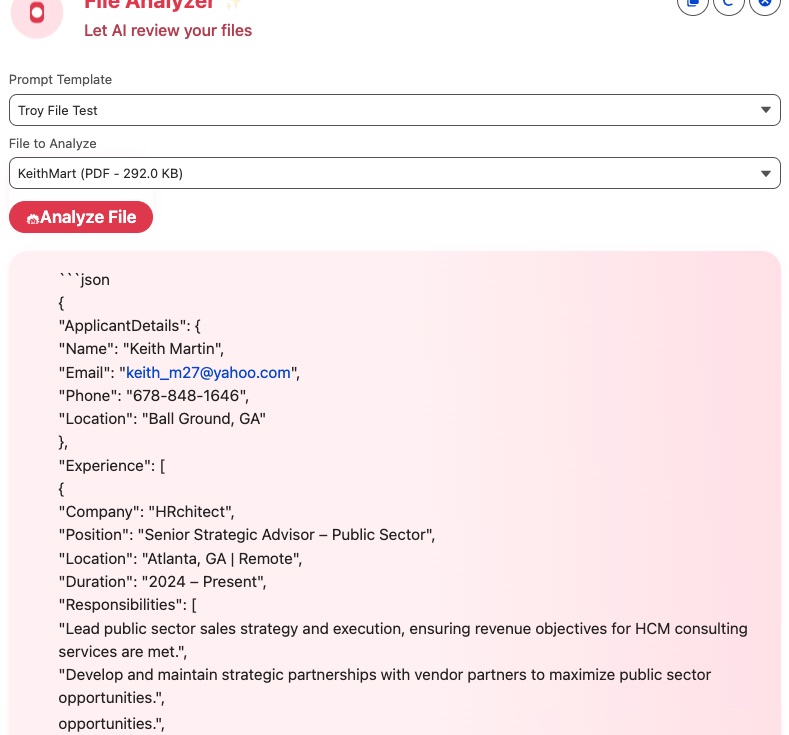 File Analyzer
Let AI review your files
Prompt Template
Troy File Test
File to Analyze
KeithMart (PDF - 292.0 KB)
Analyze File
```json
{
"ApplicantDetails": {
"Name": "Keith Martin",
"Email": "keith_m27@yahoo.com",
"Phone": "678-848-1646",
"Location": "Ball Ground, GA"
},
"Experience": [
{
"Company": "HRchitect",
"Position": "Senior Strategic Advisor – Public Sector",
"Location": "Atlanta, GA | Remote",
"Duration": "2024 – Present",
"Responsibilities": [
"Lead public sector sales strategy and execution, ensuring revenue objectives for HCM consulting
services are met.",
"Develop and maintain strategic partnerships with vendor partners to maximize public sector
opportunities.",
opportunities.",